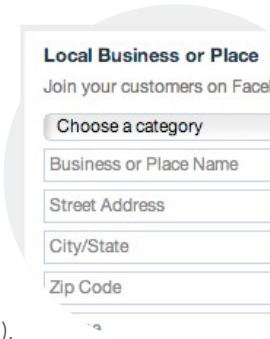 Local Business or Place
Join your customers on
Choose a category
Business or Place Name
Street Address
City/State
Zip Code
).